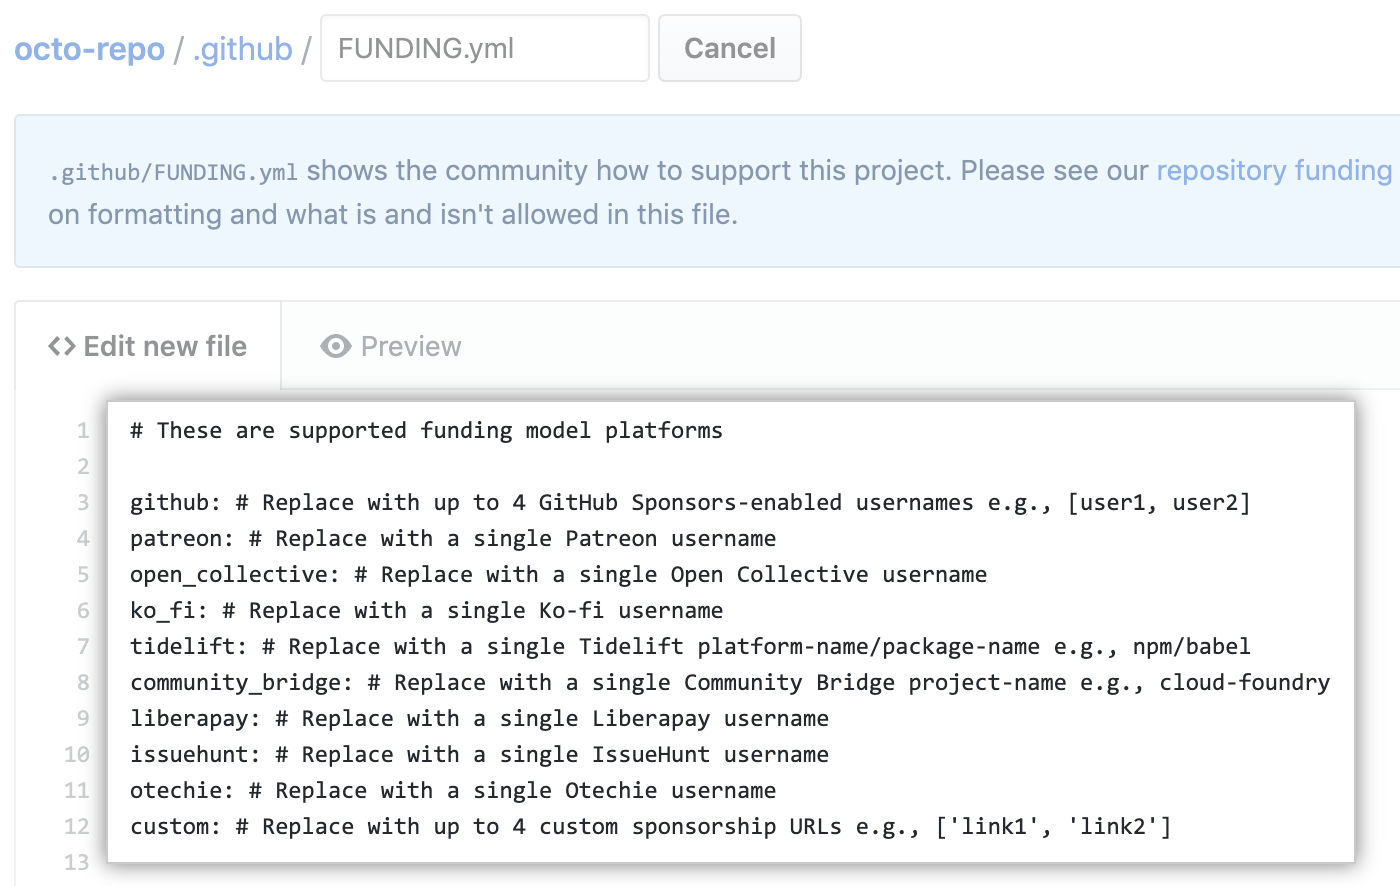 octo-repo / .github / FUNDING.yml Cancel
.github/FUNDING.yml shows the community how to support this project. Please see our repository funding
on formatting and what is and isn't allowed in this file.
<> Edit new file Preview
1 # These are supported funding model platforms
2
3 github: # Replace with up to 4 GitHub Sponsors-enabled usernames e.g., [user1, user2]
4 patreon: # Replace with a single Patreon username
5 open_collective: # Replace with a single Open Collective username
6 ko_fi: # Replace with a single Ko-fi username
7 tidelift: # Replace with a single Tidelift platform-name/package-name e.g., npm/babel
8 community_bridge: # Replace with a single Community Bridge project-name e.g., cloud-foundry
9 liberapay: # Replace with a single Liberapay username
10 issuehunt: # Replace with a single IssueHunt username
11 otechie: # Replace with a single Otechie username
12 custom: # Replace with up to 4 custom sponsorship URLs e.g., ['link1', 'link2']
13